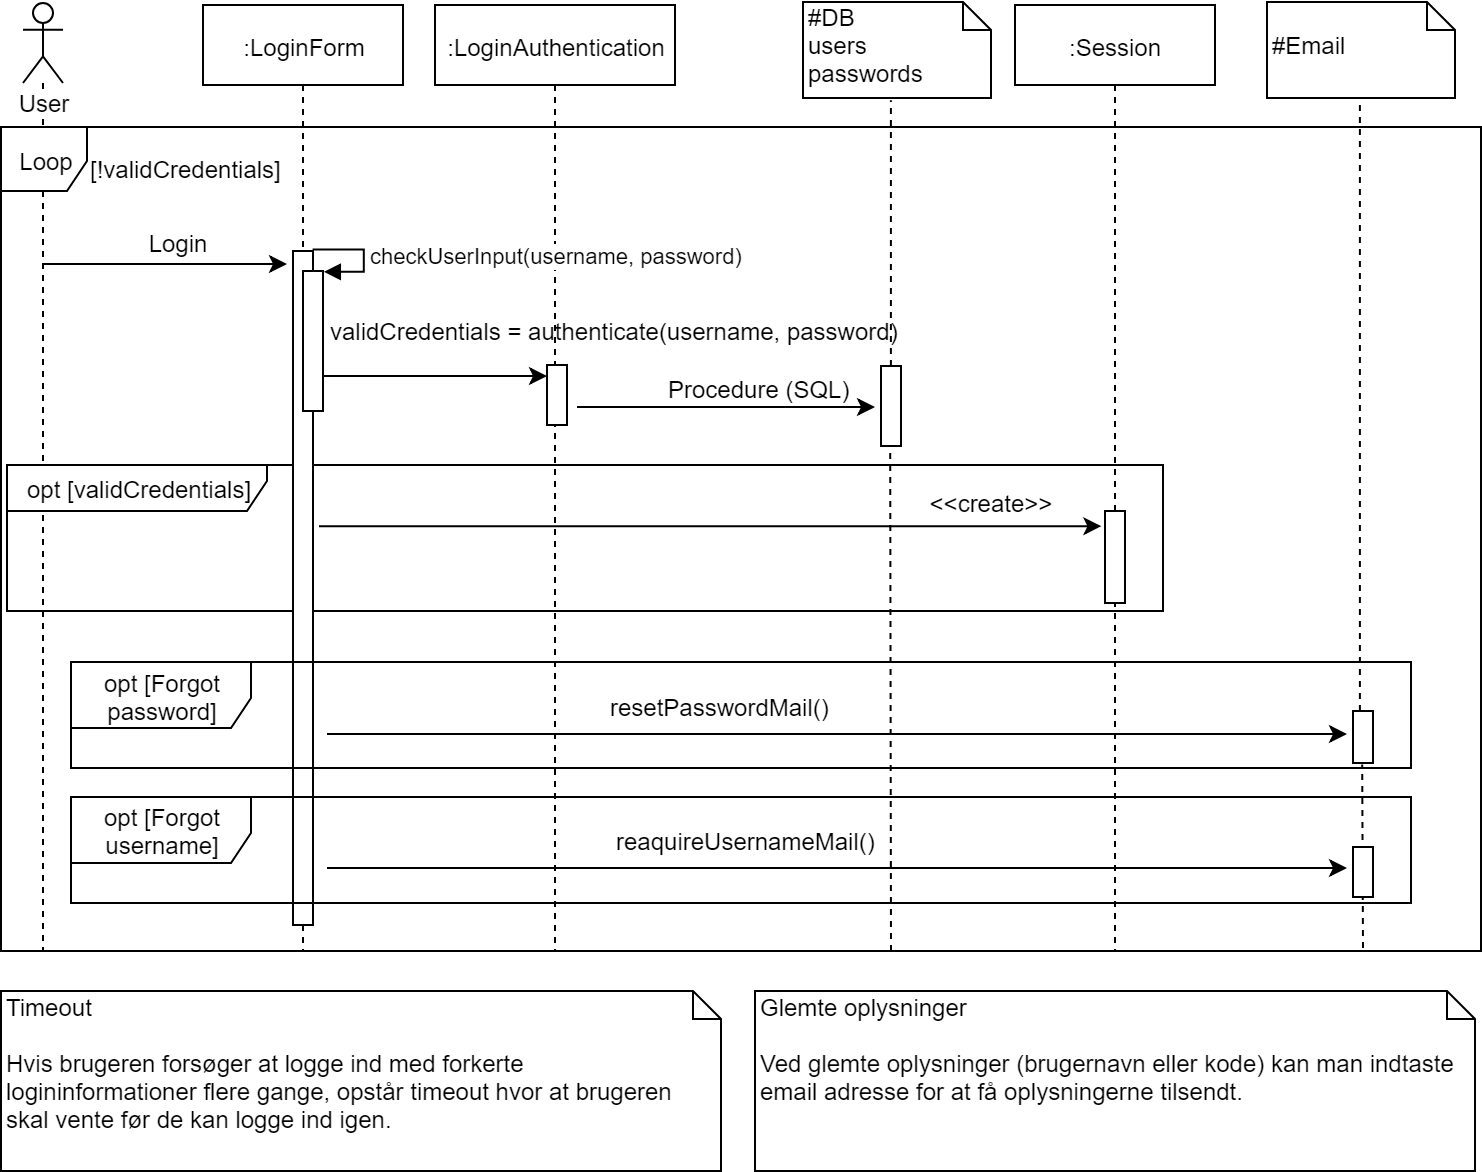 User
:LoginForm
:LoginAuthentication
#DB
users
passwords
:Session
#Email
Loop
[!validCredentials]
Login
checkUserInput(username, password)
validCredentials = authenticate(username, password)
Procedure (SQL)
opt [validCredentials]
<<create>>
opt [Forgot
password]
resetPasswordMail()
opt [Forgot
username]
reaquireUsernameMail()
Timeout
Hvis brugeren forsøger at logge ind med forkerte
logininformationer flere gange, opstår timeout hvor at brugeren
skal vente før de kan logge ind igen.
Glemte oplysninger
Ved glemte oplysninger (brugernavn eller kode) kan man indtaste
email adresse for at få oplysningerne tilsendt.